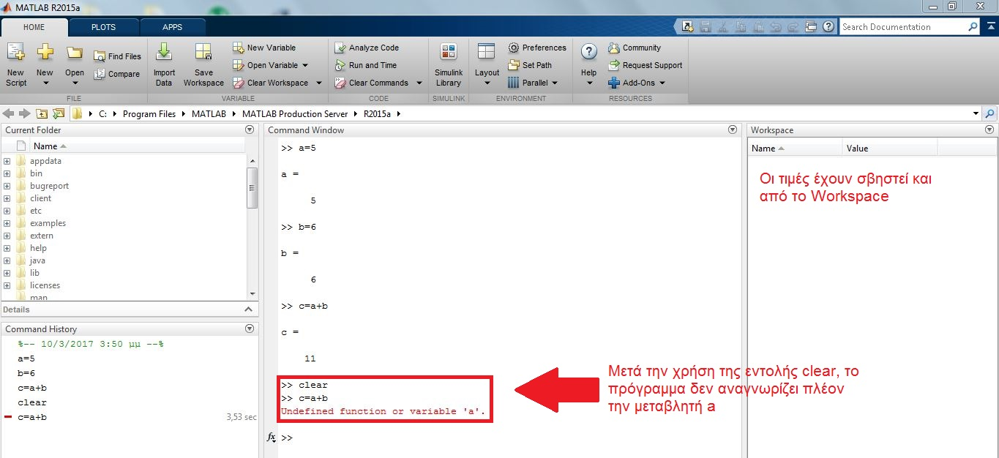 MATLAB R2015a
HOME PLOTS APPS
Search Documentation
New Script
New
Open
Find Files
Compare
FILE
Import Data
Save Workspace
New Variable
Open Variable
Clear Workspace
VARIABLE
Analyze Code
Run and Time
Clear Commands
CODE
Simulink Library
SIMULINK
Layout
Preferences
Set Path
Parallel
ENVIRONMENT
Help
Community
Request Support
Add-Ons
RESOURCES
C: Program Files MATLAB MATLAB Production Server R2015a
Current Folder
Name
appdata
bin
bugreport
client
etc
examples
extern
help
java
lib
licenses
man
Details
Command History
%-- 10/3/2017 3:50 μμ --%
a=5
b=6
c=a+b
clear
c=a+b 3,53 sec
Command Window
>> a=5
a =
5
>> b=6
b =
6
>> c=a+b
c =
11
>> clear
>> c=a+b
Undefined function or variable 'a'.
fx >>
Μετά την χρήση της εντολής clear, το
πρόγραμμα δεν αναγνωρίζει πλέον
την μεταβλητή a
Workspace
Name Value
Οι τιμές έχουν σβηστεί και
από το Workspace